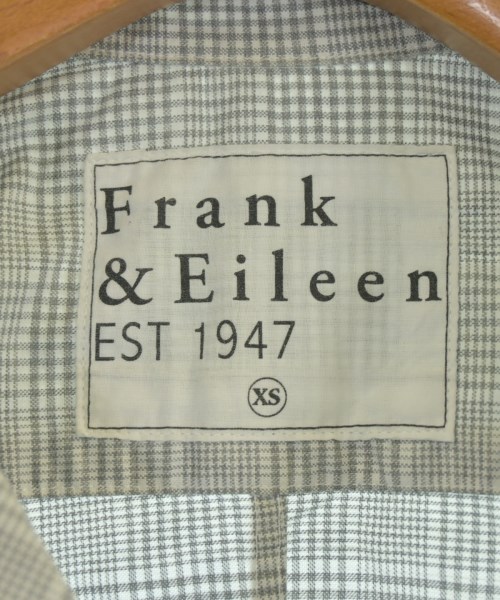 Frank
& Eileen
EST 1947
XS